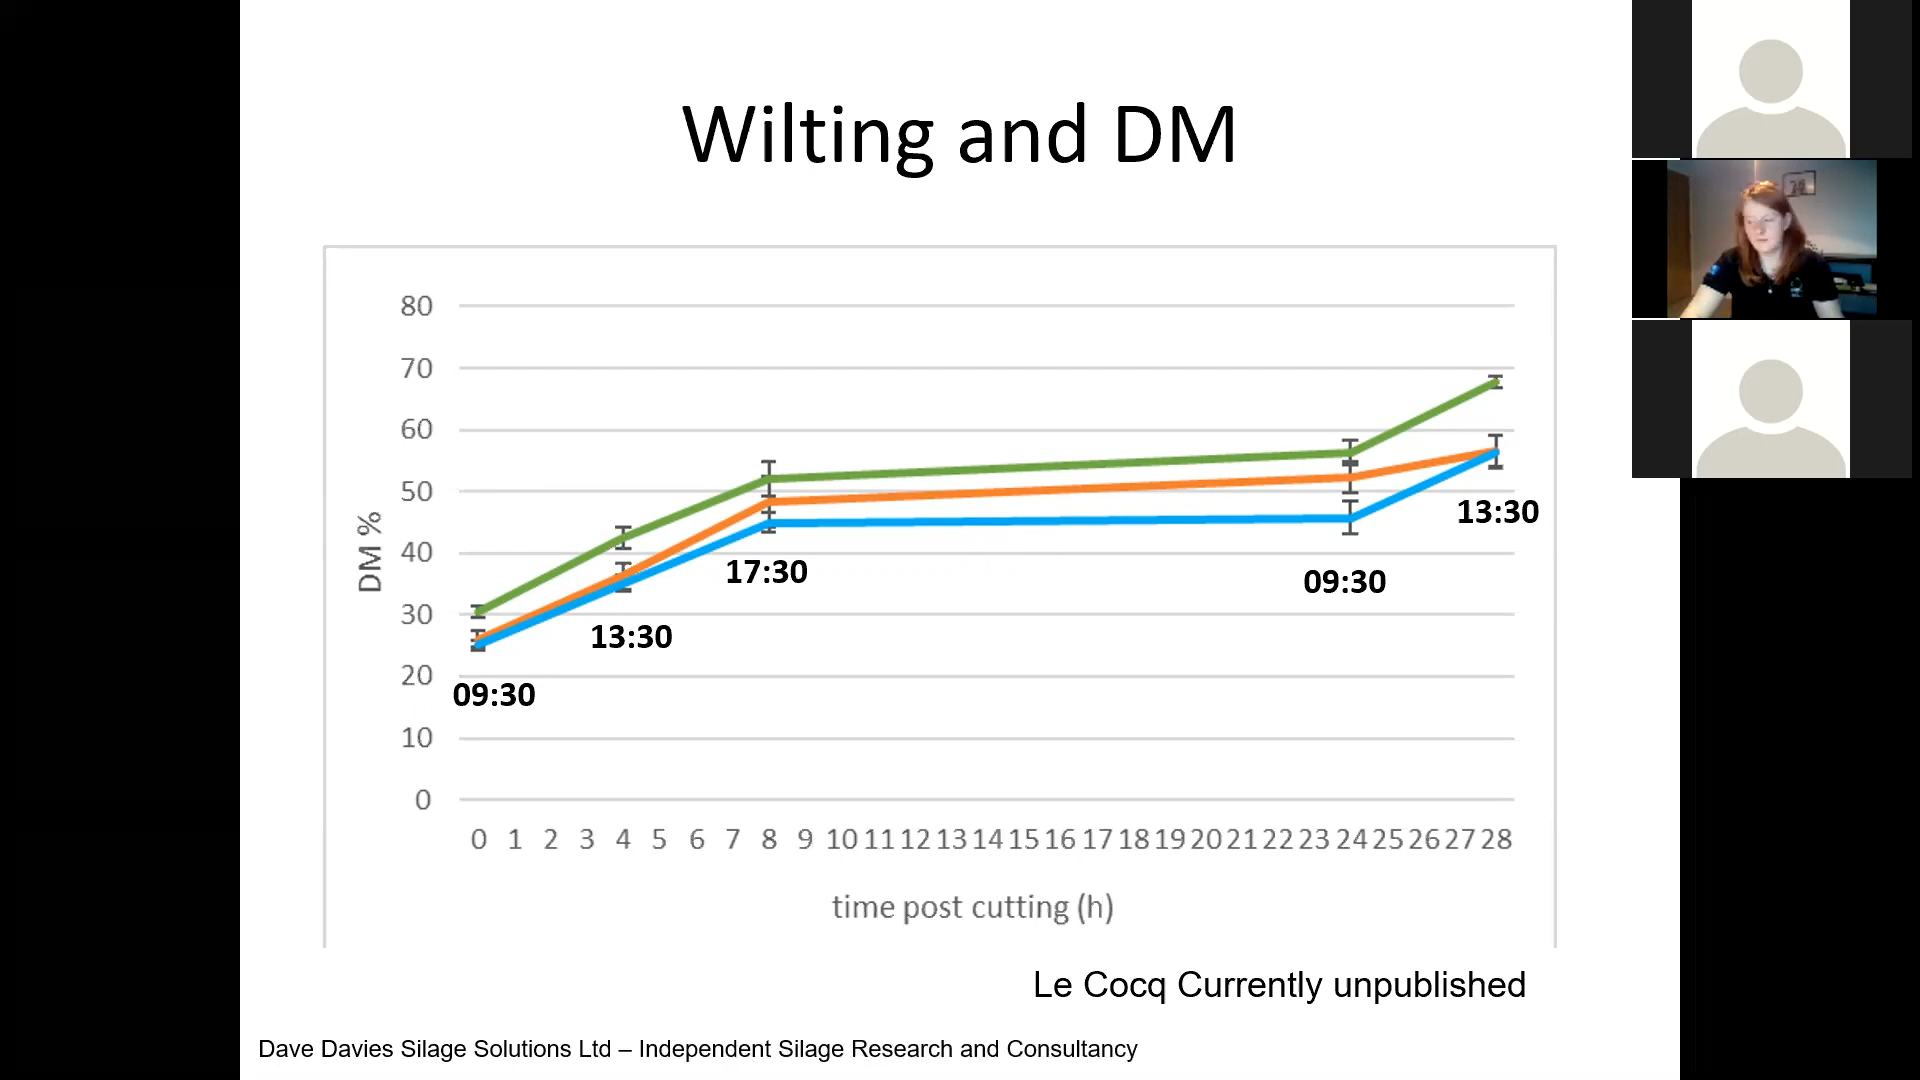 Wilting and DM
80
70
60
50
40
30
20
10
0
DM %
09:30
13:30
17:30
09:30
13:30
0 1 2 3 4 5 6 7 8 9 10 11 12 13 14 15 16 17 18 19 20 21 22 23 24 25 26 27 28
time post cutting (h)
Le Cocq Currently unpublished
Dave Davies Silage Solutions Ltd – Independent Silage Research and Consultancy